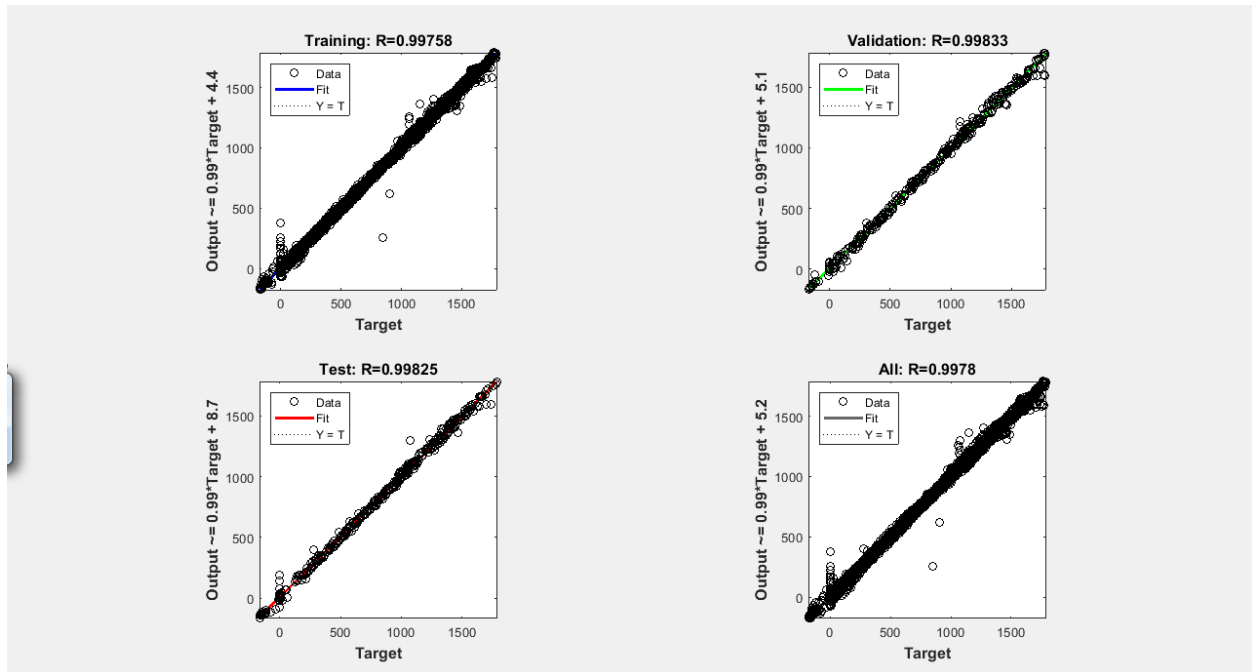 Training: R=0.99758
Data
Fit
Y = T
Output ~= 0.99*Target + 4.4
1500
1000
500
0
0 500 1000 1500
Target
Validation: R=0.99833
Data
Fit
Y = T
Output ~= 0.99*Target + 5.1
1500
1000
500
0
0 500 1000 1500
Target
Test: R=0.99825
Data
Fit
Y = T
Output ~= 0.99*Target + 8.7
1500
1000
500
0
0 500 1000 1500
Target
All: R=0.9978
Data
Fit
Y = T
Output ~= 0.99*Target + 5.2
1500
1000
500
0
0 500 1000 1500
Target